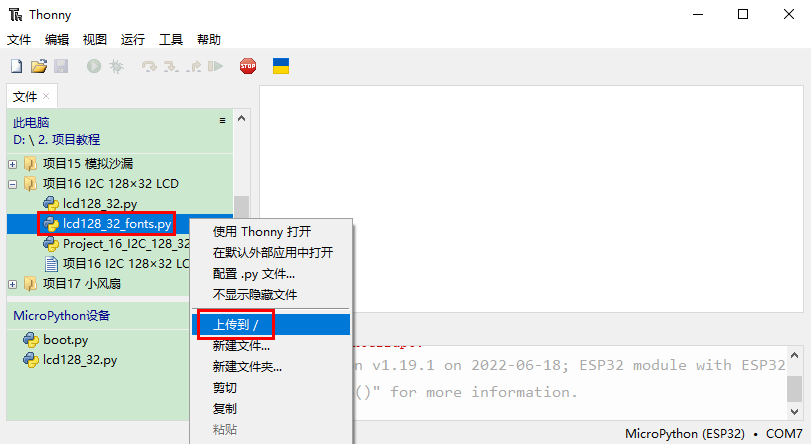 Thonny
文件 编辑 视图 运行 工具 帮助
STOP
文件 ×
此电脑
D: \ 2. 项目教程
项目15 模拟沙漏
项目16 I2C 128×32 LCD
lcd128_32.py
lcd128_32_fonts.py
Project_16_I2C_128_32
项目16 I2C 128×32 LC
项目17 小风扇
MicroPython设备
boot.py
lcd128_32.py
使用 Thonny 打开
在默认外部应用中打开
配置 .py 文件...
不显示隐藏文件
上传到 /
新建文件...
新建文件夹...
剪切
复制
粘贴
n v1.19.1 on 2022-06-18; ESP32 module with ESP32
()" for more information.
MicroPython (ESP32) • COM7